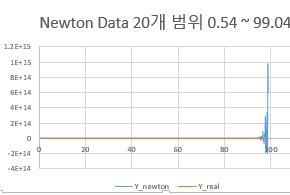 Newton Data 20개 범위 0.54 ~ 99.04
1.2E+15
1E+15
8E+14
6E+14
4E+14
2E+14
0
-2E+14
-4E+14
0 20 40 60 80 100
Y_newton Y_real